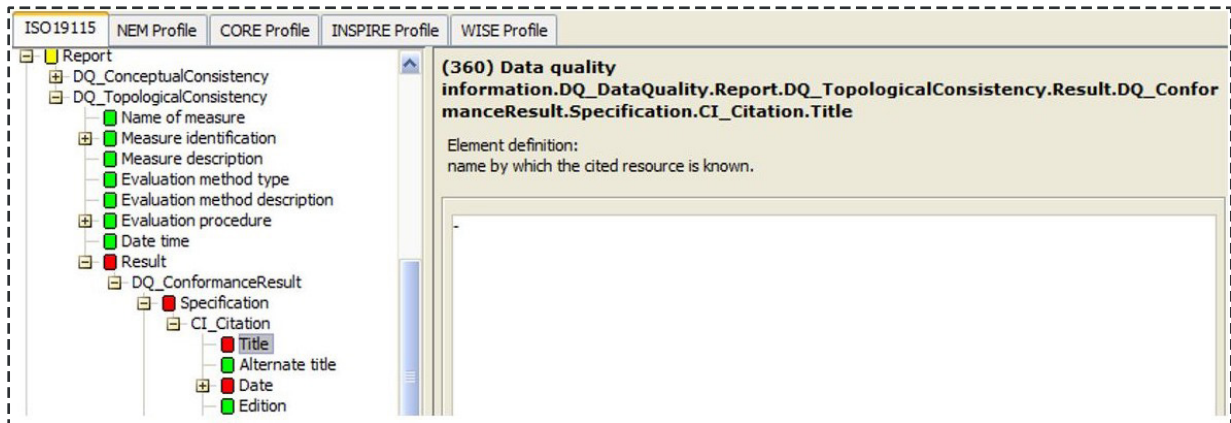 ISO19115 NEM Profile CORE Profile INSPIRE Profile WISE Profile
Report
DQ_ConceptualConsistency
DQ_TopologicalConsistency
Name of measure
Measure identification
Measure description
Evaluation method type
Evaluation method description
Evaluation procedure
Date time
Result
DQ_ConformanceResult
Specification
CI_Citation
Title
Alternate title
Date
Edition
(360) Data quality
information.DQ_DataQuality.Report.DQ_TopologicalConsistency.Result.DQ_Confor
manceResult.Specification.CI_Citation.Title
Element definition:
name by which the cited resource is known.
-